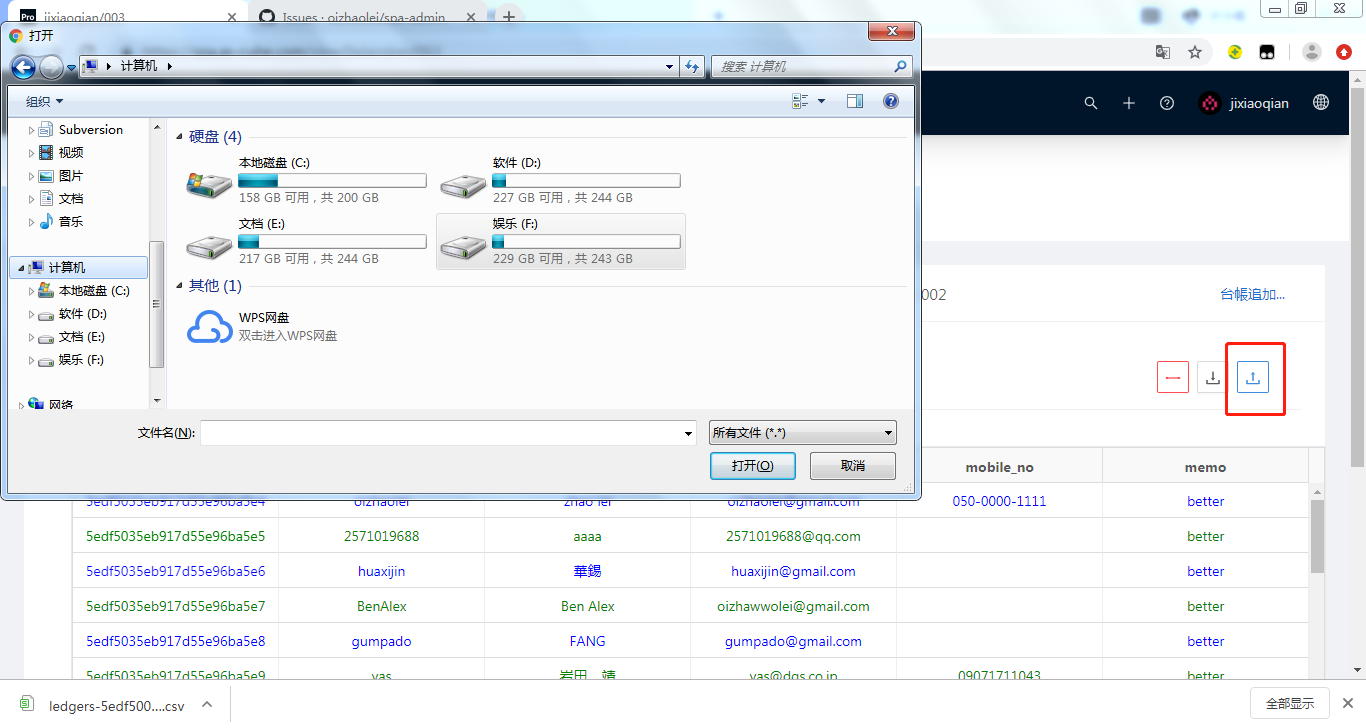 jixiaoqian/003
Issues · oizhaolei/spa-admin
打开
计算机
搜索 计算机
组织
Subversion
视频
图片
文档
音乐
计算机
本地磁盘 (C:)
软件 (D:)
文档 (E:)
娱乐 (F:)
网络
硬盘 (4)
本地磁盘 (C:)
158 GB 可用，共 200 GB
软件 (D:)
227 GB 可用，共 244 GB
文档 (E:)
217 GB 可用，共 244 GB
娱乐 (F:)
229 GB 可用，共 243 GB
其他 (1)
WPS网盘
双击进入WPS网盘
文件名(N):
所有文件 (*.*)
打开(O)
取消
jixiaoqian
002
台帳追加...
mobile_no memo
5edf5035eb917d55e96ba5e4 oizhaolei zhao lei oizhaolei@gmail.com 050-0000-1111 better
5edf5035eb917d55e96ba5e5 2571019688 aaaa 2571019688@qq.com better
5edf5035eb917d55e96ba5e6 huaxijin 華錫 huaxijin@gmail.com better
5edf5035eb917d55e96ba5e7 BenAlex Ben Alex oizhawwolei@gmail.com better
5edf5035eb917d55e96ba5e8 gumpado FANG gumpado@gmail.com better
5edf5035eb917d55e96ba5e9 yas 岩田 靖 yas@dgs.co.jp 09071711043 better
ledgers-5edf500....csv
全部显示